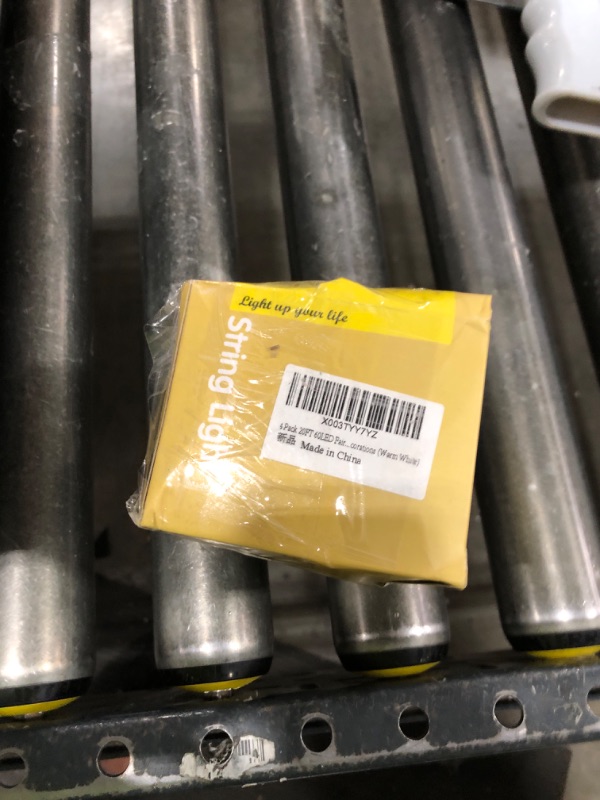 Light up your life
String Light
X003TYY7YZ
Pack 20FT 60LED Fair...corations (Warm White)
新品 Made in China